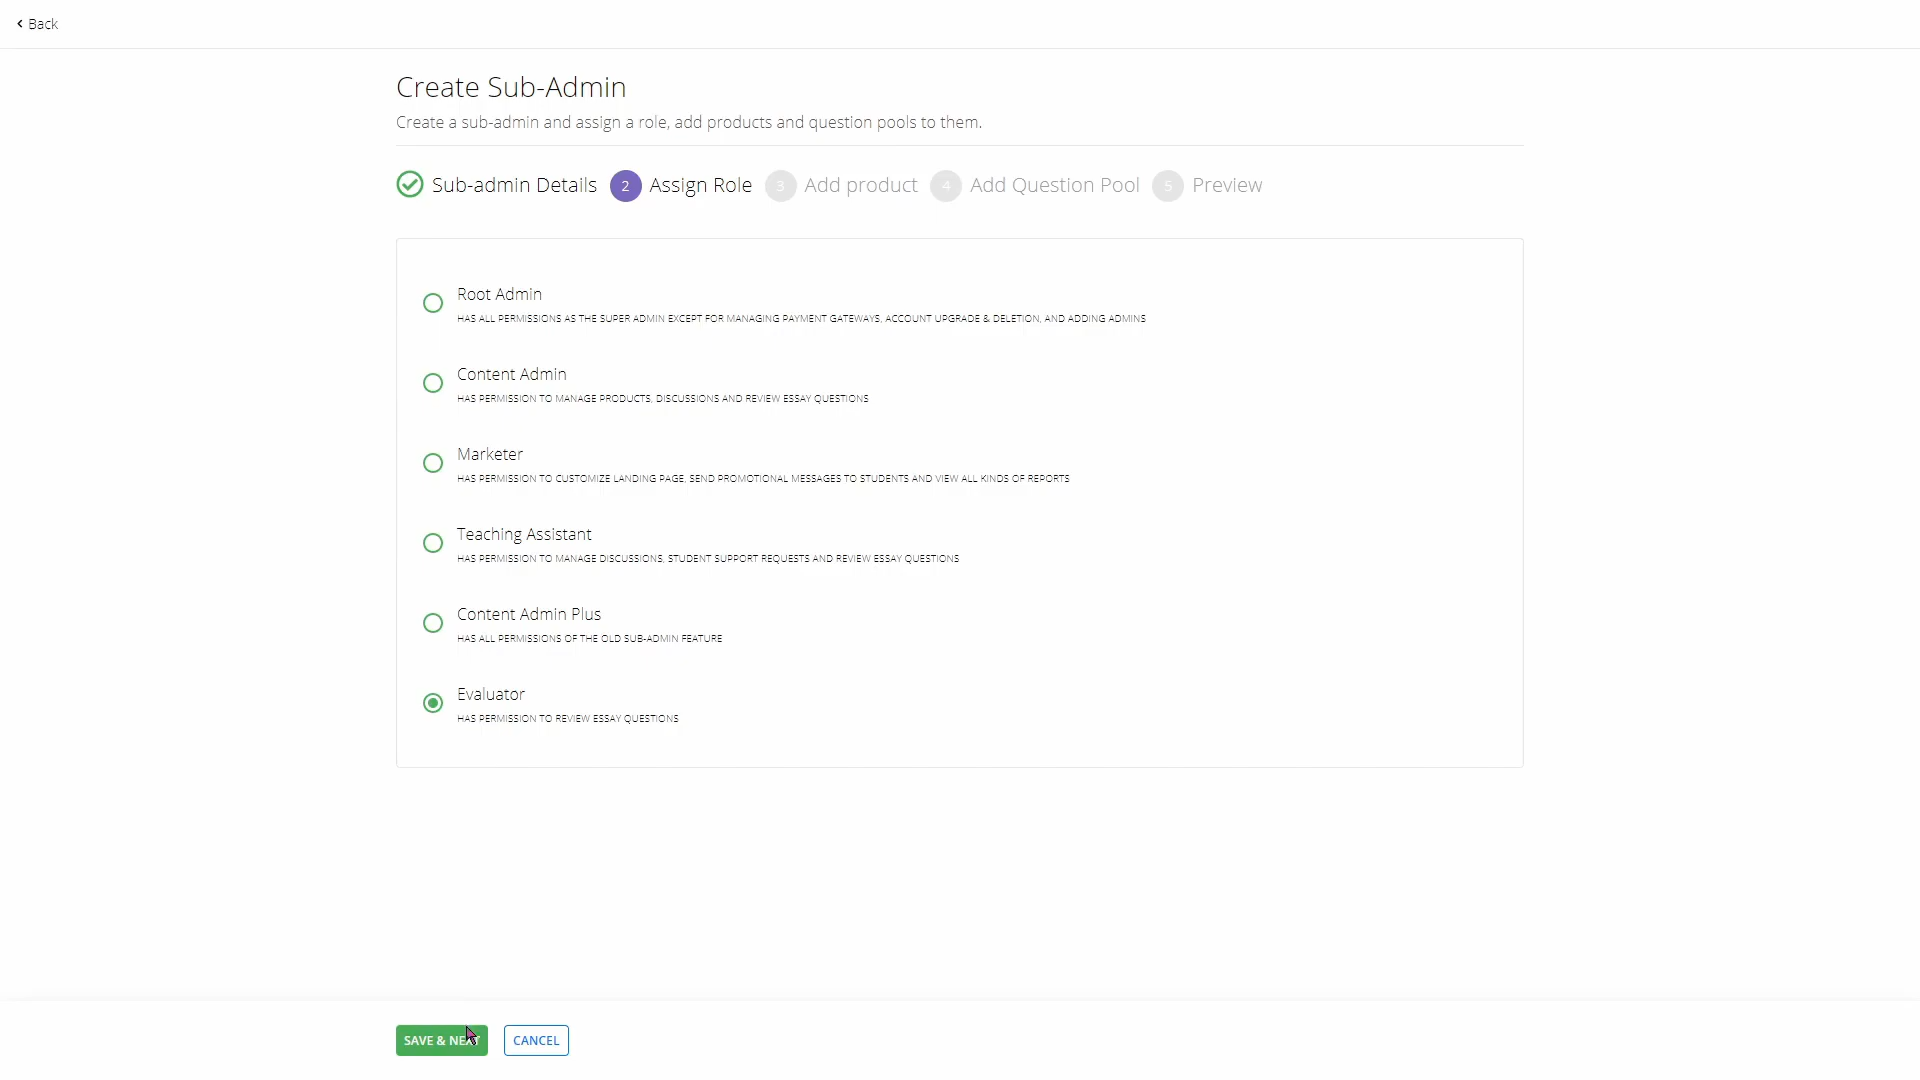 Back
Create Sub-Admin
Create a sub-admin and assign a role, add products and question pools to them.
Sub-admin Details 2 Assign Role 3 Add product 4 Add Question Pool 5 Preview
Root Admin
HAS ALL PERMISSIONS AS THE SUPER ADMIN EXCEPT FOR MANAGING PAYMENT GATEWAYS, ACCOUNT UPGRADE & DELETION, AND ADDING ADMINS
Content Admin
HAS PERMISSION TO MANAGE PRODUCTS, DISCUSSIONS AND REVIEW ESSAY QUESTIONS
Marketer
HAS PERMISSION TO CUSTOMIZE LANDING PAGE, SEND PROMOTIONAL MESSAGES TO STUDENTS AND VIEW ALL KINDS OF REPORTS
Teaching Assistant
HAS PERMISSION TO MANAGE DISCUSSIONS, STUDENT SUPPORT REQUESTS AND REVIEW ESSAY QUESTIONS
Content Admin Plus
HAS ALL PERMISSIONS OF THE OLD SUB-ADMIN FEATURE
Evaluator
HAS PERMISSION TO REVIEW ESSAY QUESTIONS
SAVE & NEXT CANCEL